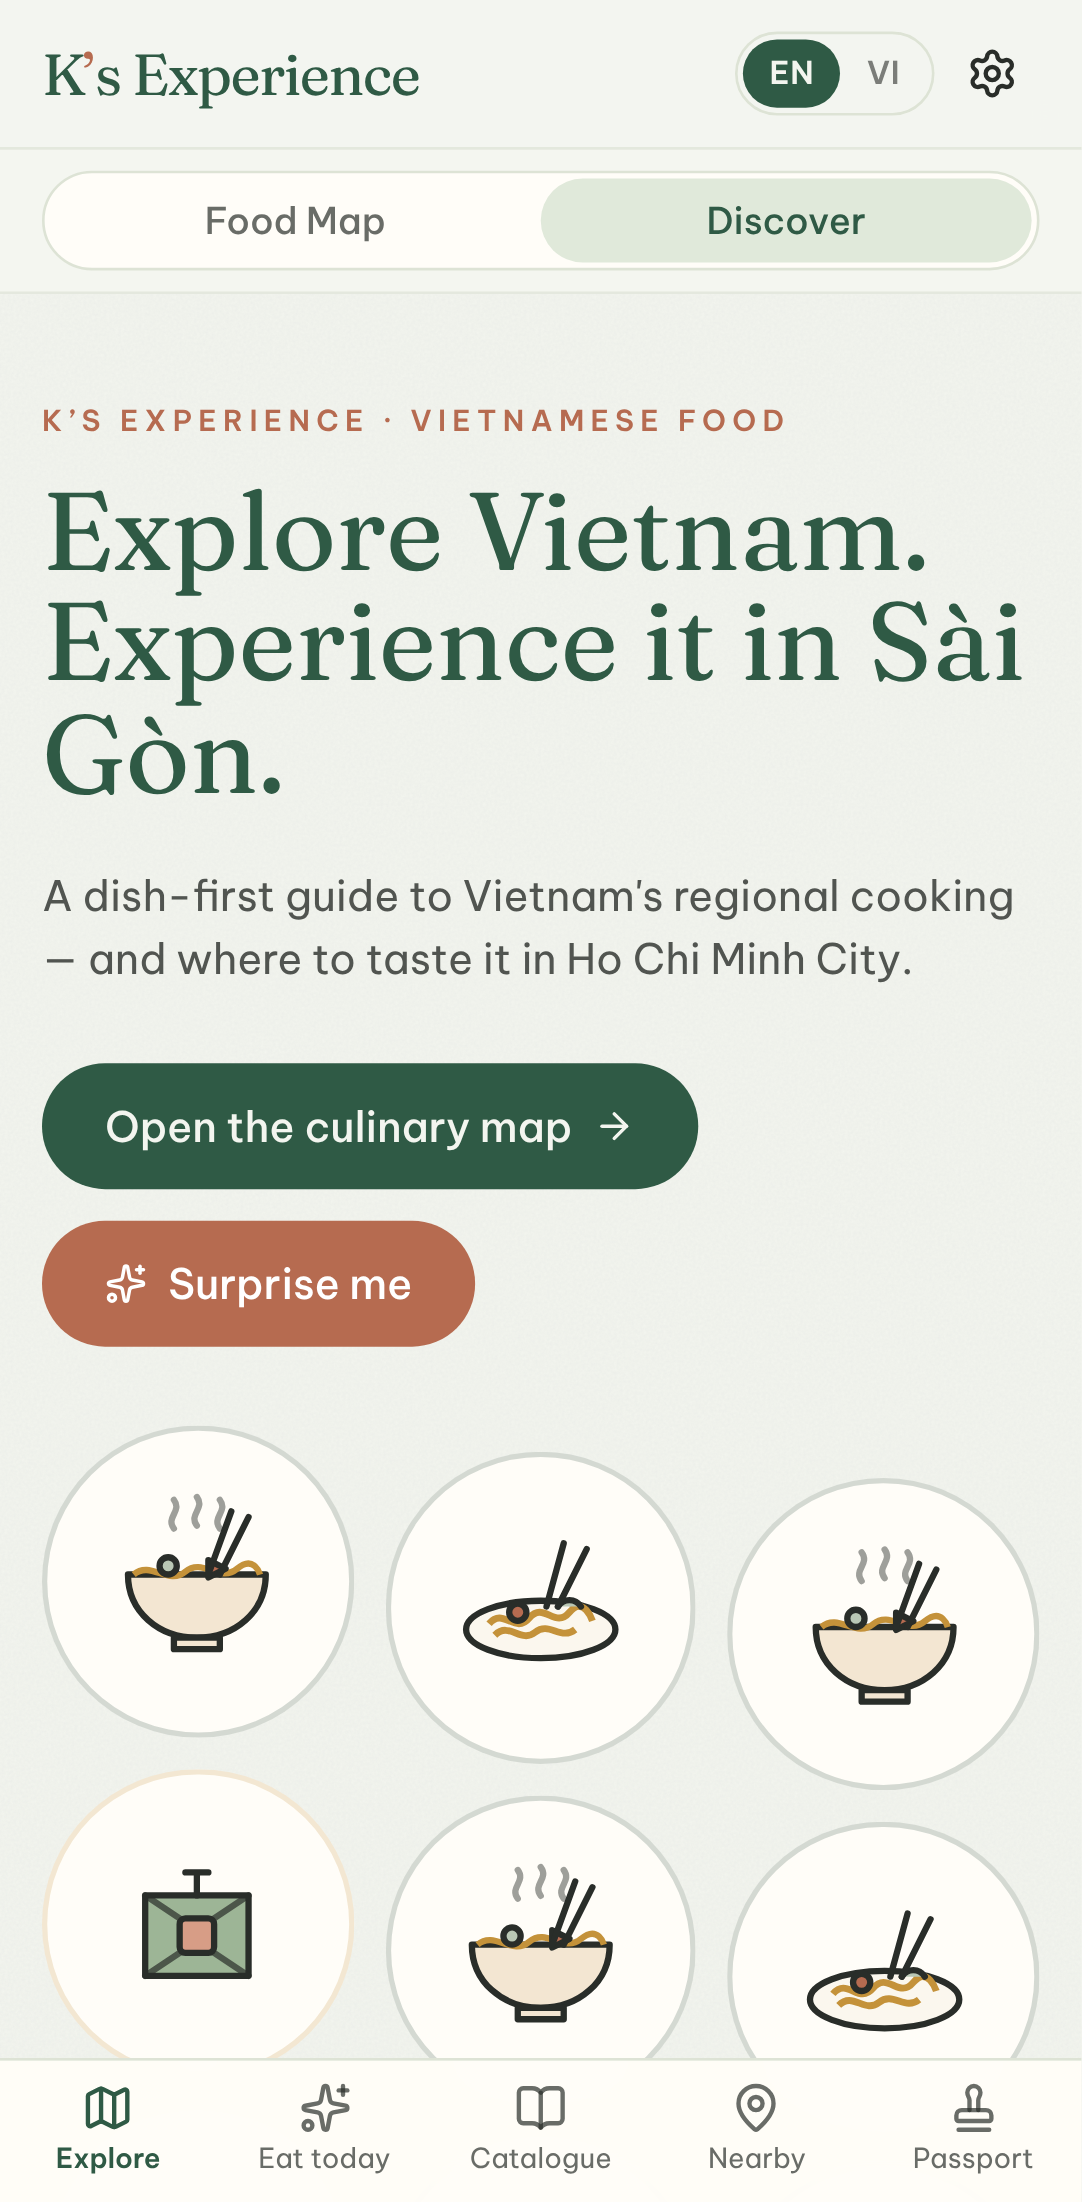 K’s Experience
EN VI
Food Map Discover
K’S EXPERIENCE · VIETNAMESE FOOD
Explore Vietnam.
Experience it in Sài
Gòn.
A dish-first guide to Vietnam's regional cooking
— and where to taste it in Ho Chi Minh City.
Open the culinary map →
Surprise me
Explore Eat today Catalogue Nearby Passport